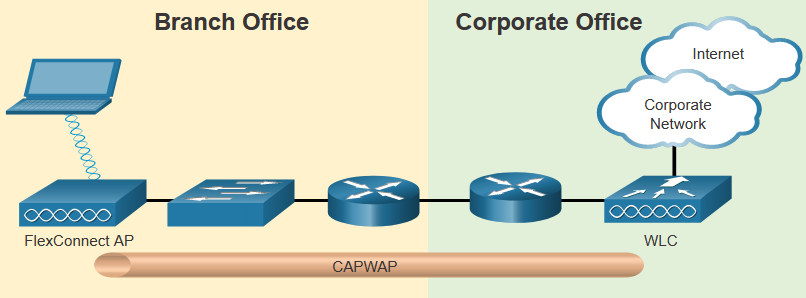 Branch Office
Corporate Office
Internet
Corporate
Network
FlexConnect AP
WLC
CAPWAP